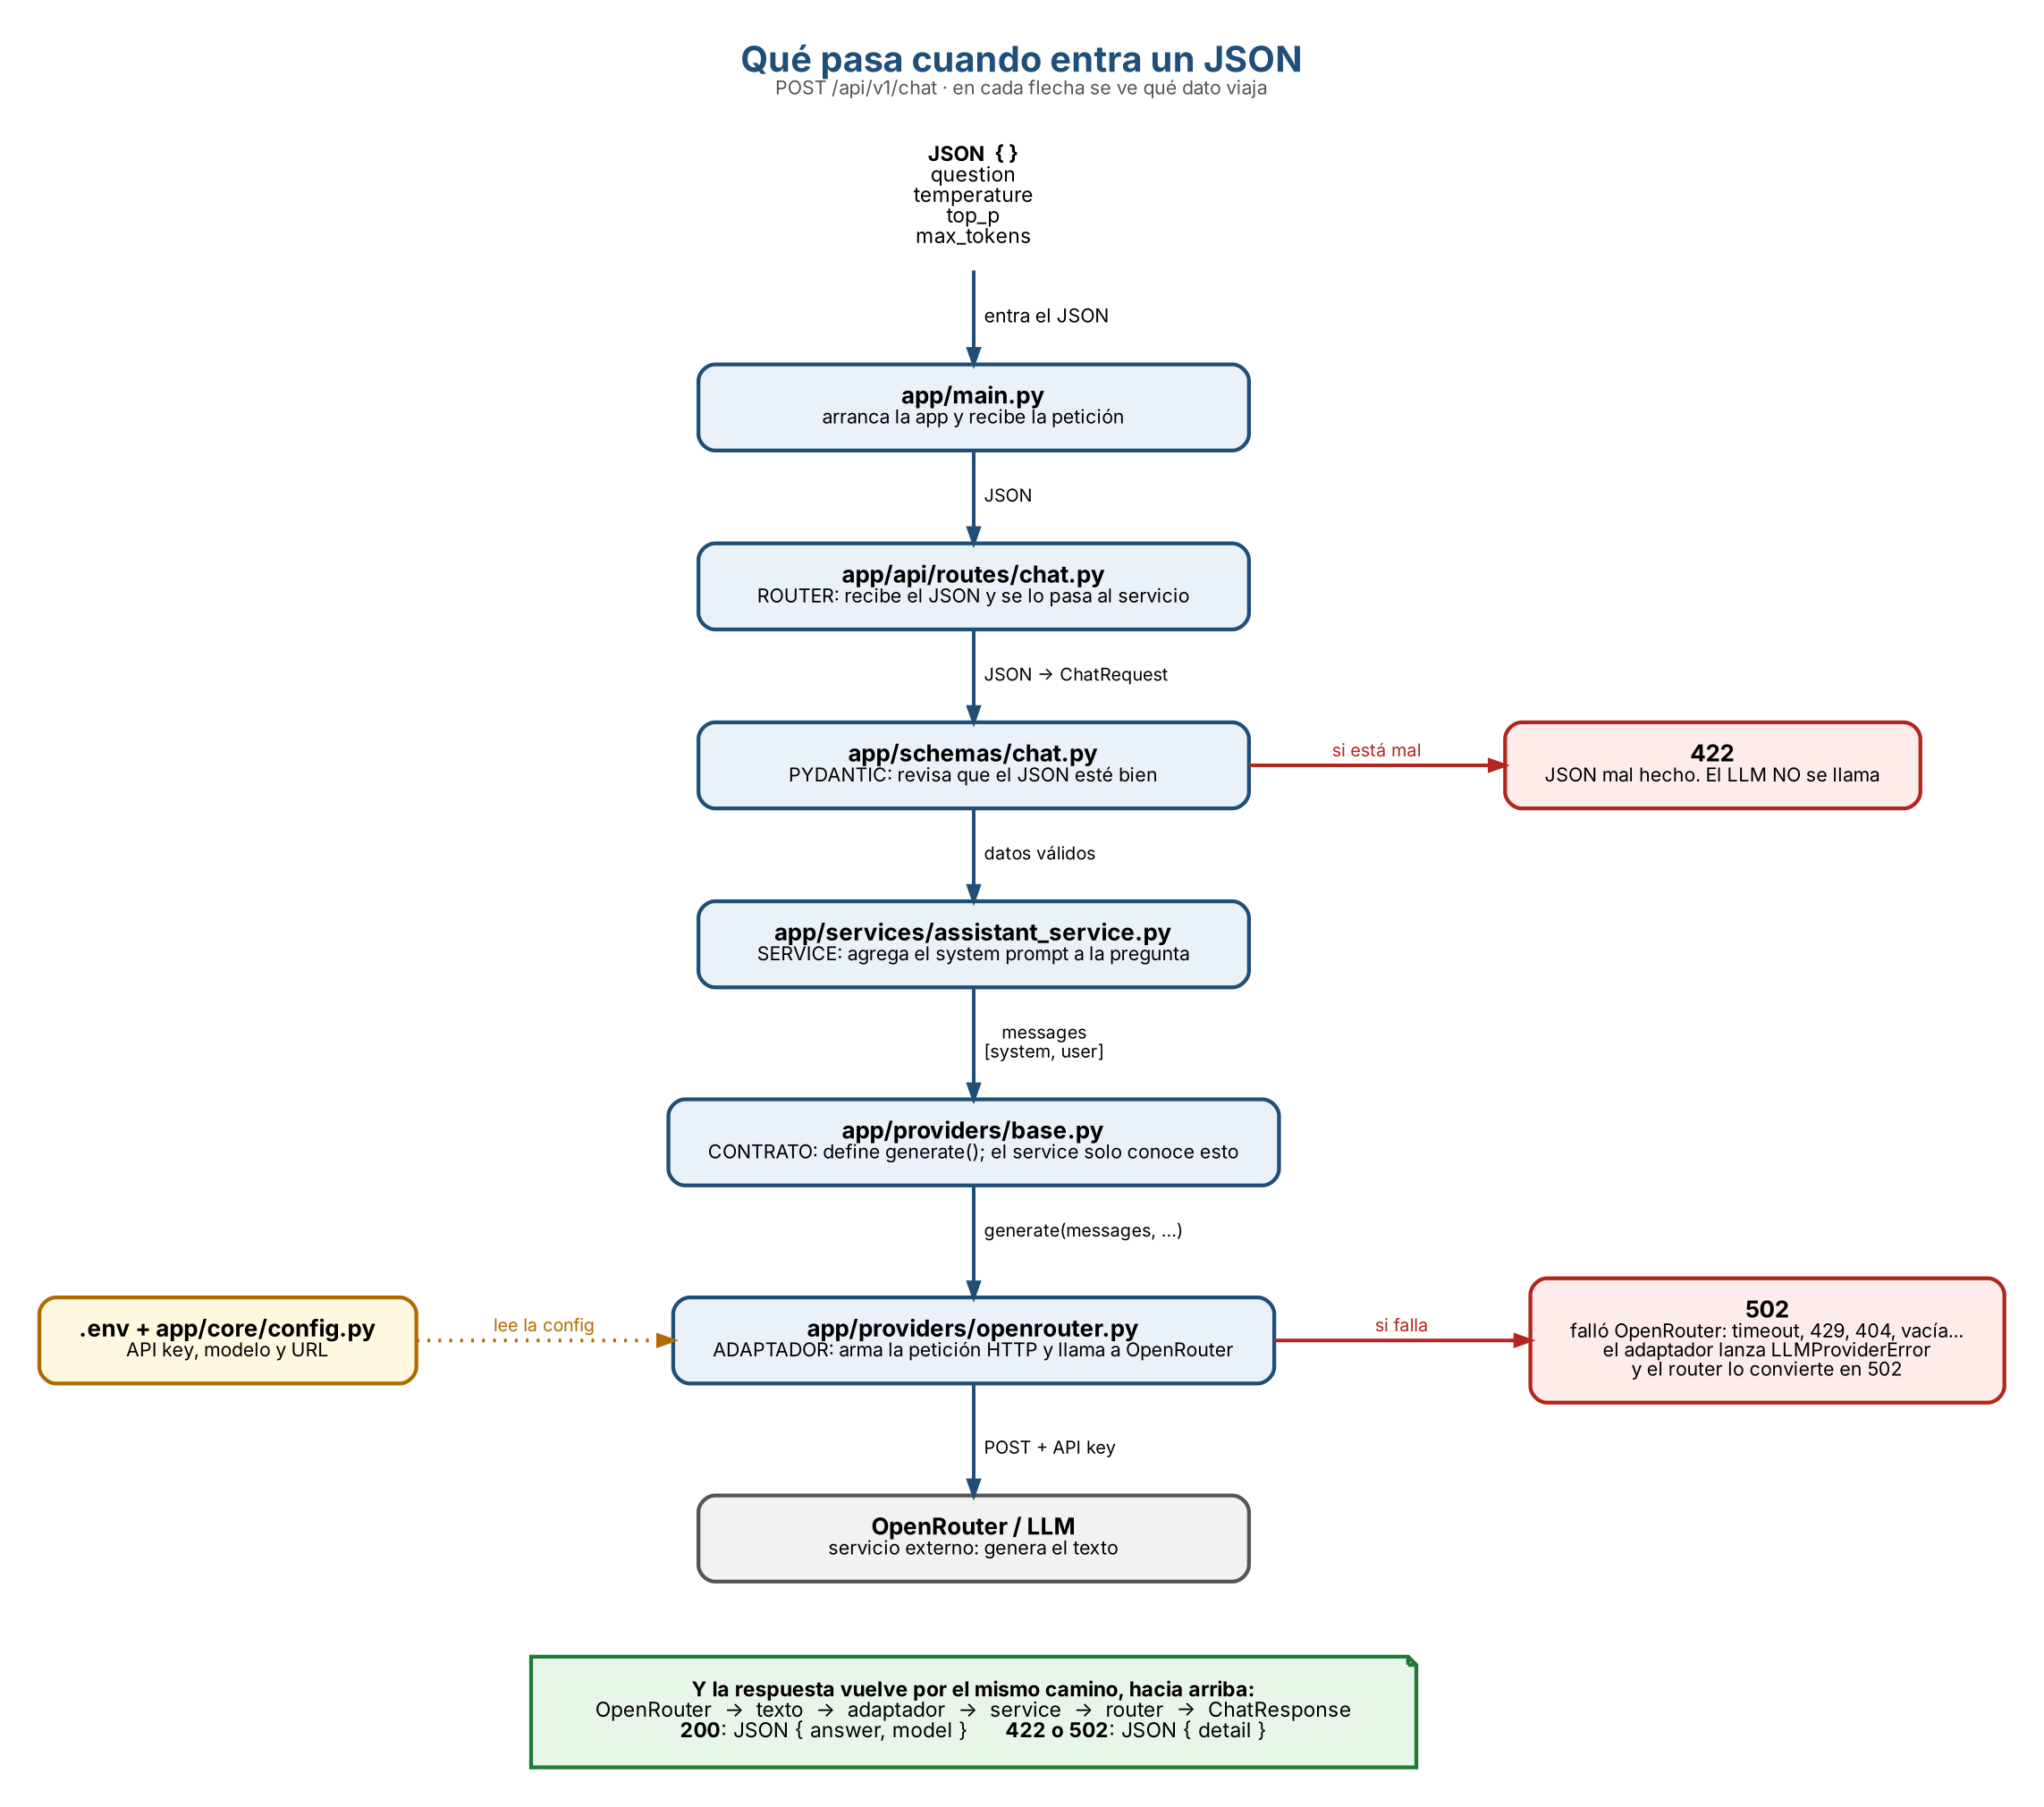 Qué pasa cuando entra un JSON
POST /api/v1/chat · en cada flecha se ve qué dato viaja
JSON { }
question
temperature
top_p
max_tokens
entra el JSON
app/main.py
arranca la app y recibe la petición
JSON
app/api/routes/chat.py
ROUTER: recibe el JSON y se lo pasa al servicio
JSON → ChatRequest
app/schemas/chat.py
PYDANTIC: revisa que el JSON esté bien
si está mal
422
JSON mal hecho. El LLM NO se llama
datos válidos
app/services/assistant_service.py
SERVICE: agrega el system prompt a la pregunta
messages
[system, user]
app/providers/base.py
CONTRATO: define generate(); el service solo conoce esto
generate(messages, ...)
.env + app/core/config.py
API key, modelo y URL
lee la config
app/providers/openrouter.py
ADAPTADOR: arma la petición HTTP y llama a OpenRouter
si falla
502
falló OpenRouter: timeout, 429, 404, vacía...
el adaptador lanza LLMProviderError
y el router lo convierte en 502
POST + API key
OpenRouter / LLM
servicio externo: genera el texto
Y la respuesta vuelve por el mismo camino, hacia arriba:
OpenRouter → texto → adaptador → service → router → ChatResponse
200: JSON { answer, model } 422 o 502: JSON { detail }